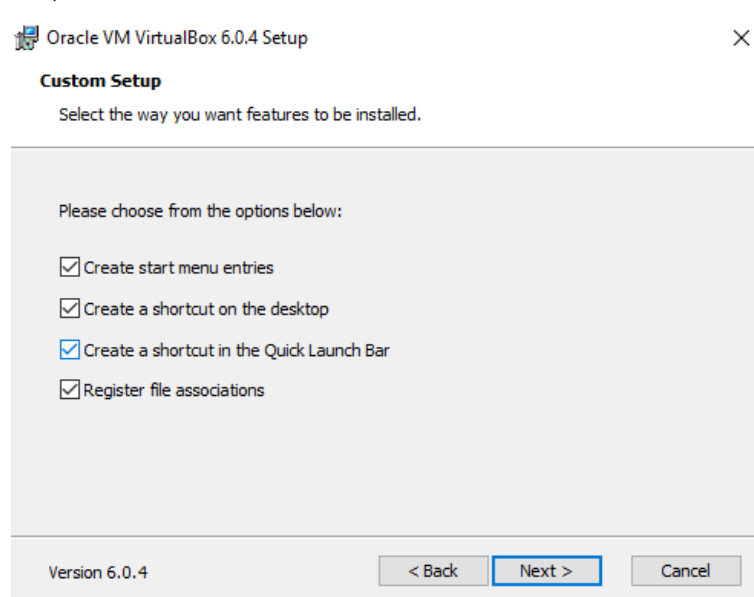 Oracle VM VirtualBox 6.0.4 Setup
Custom Setup
Select the way you want features to be installed.
Please choose from the options below:
Create start menu entries
Create a shortcut on the desktop
Create a shortcut in the Quick Launch Bar
Register file associations
Version 6.0.4
< Back
Next >
Cancel